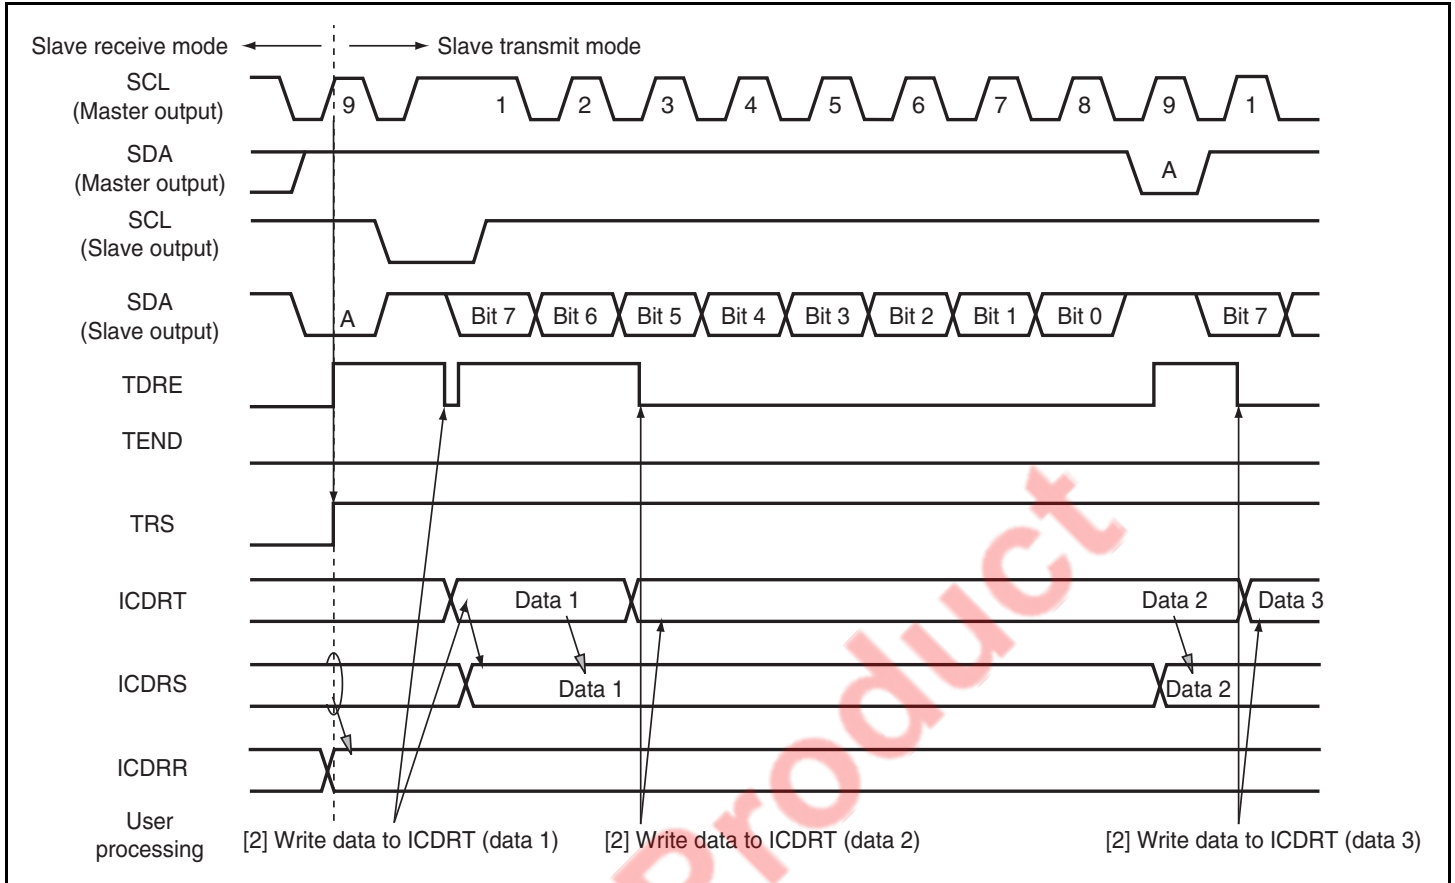 Slave receive mode Slave transmit mode
SCL
(Master output)
9 1 2 3 4 5 6 7 8 9 1
SDA
(Master output)
A
SCL
(Slave output)
SDA
(Slave output)
A Bit 7 Bit 6 Bit 5 Bit 4 Bit 3 Bit 2 Bit 1 Bit 0 Bit 7
TDRE
TEND
TRS
ICDRT
Data 1 Data 2 Data 3
ICDRS
Data 1 Data 2
ICDRR
User
processing
[2] Write data to ICDRT (data 1) [2] Write data to ICDRT (data 2) [2] Write data to ICDRT (data 3)
Product